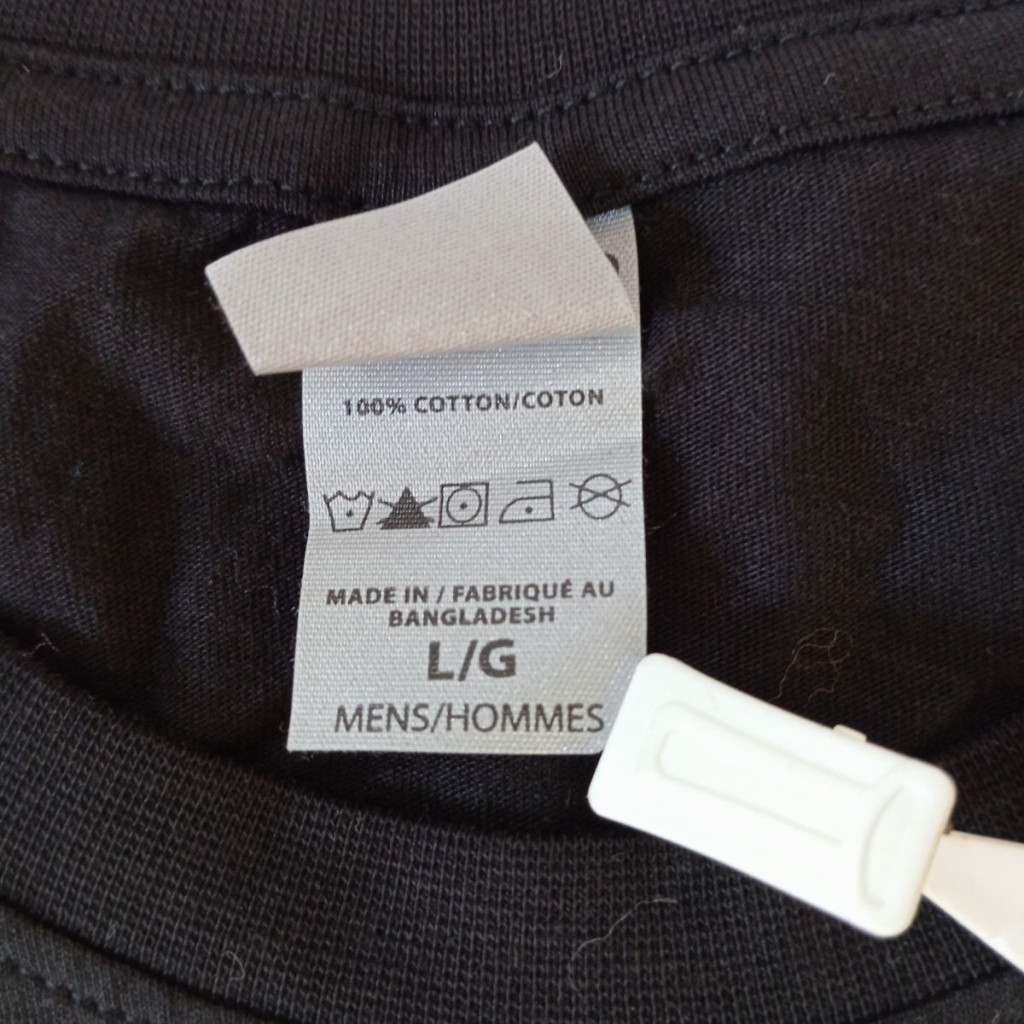 100% COTTON/COTON
MADE IN / FABRIQUÉ AU
BANGLADESH
L/G
MENS/HOMMES